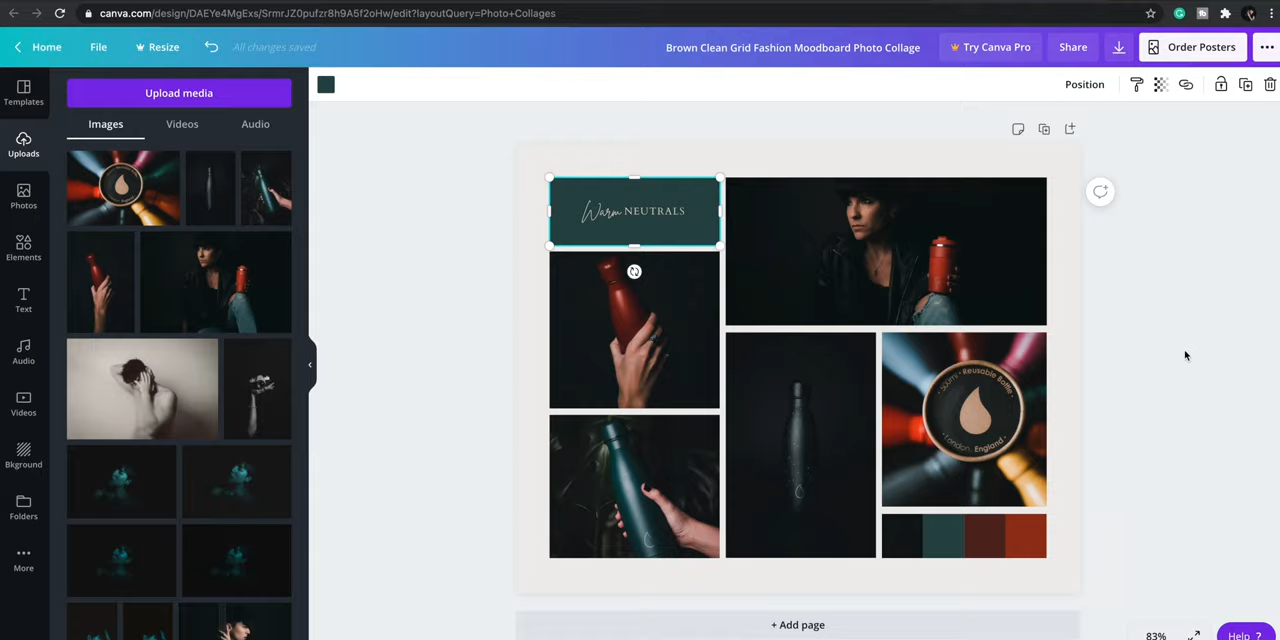 canva.com/design/DAEYe4MgExs/SrmrJZ0pufzr8h9A5f2oHw/edit?layoutQuery=Photo+Collages
Home File Resize All changes saved Brown Clean Grid Fashion Moodboard Photo Collage Try Canva Pro Share Order Posters
Templates
Uploads
Photos
Elements
Text
Audio
Videos
Bkground
Folders
More
Upload media
Images Videos Audio
Position
Warm NEUTRALS
500ml • Reusable Bottle •
London, England
+ Add page
83%
Help ?